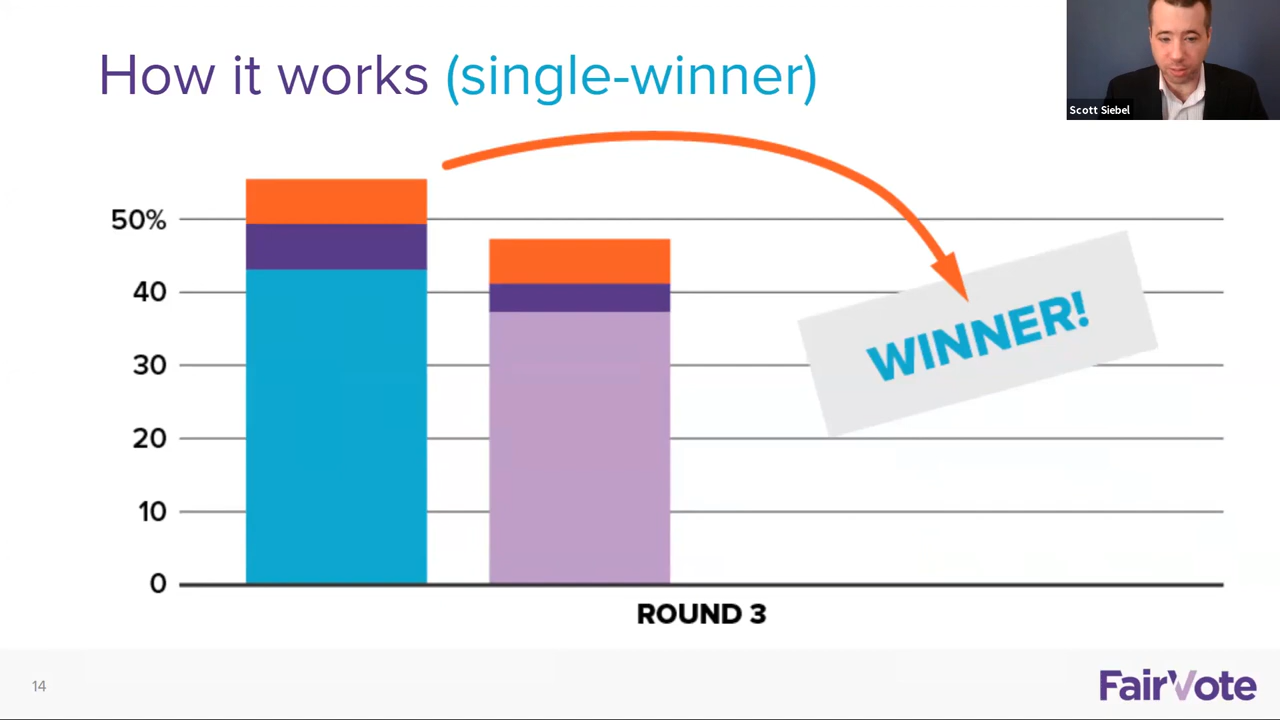 How it works (single-winner)
Scott Siebel
50%
40
30
20
10
0
WINNER!
ROUND 3
14
FairVote